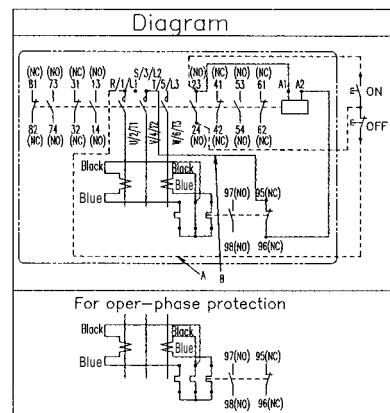 Diagram
S/3/L2
(NC) (NO) (NC) (NO) R/1/L1 T/5/L3 (NO) (NC) (NO) (NC)
81 73 31 13 23 41 53 61 A1 A2
ON
OFF
82 74 32 14 U/2/T1 V/4/T2 W/6/T3 24 42 54 62
(NC) (NO) (NC) (NO) (NO) (NC) (NO) (NC)
Black Black
Blue Blue
97(NO) 95(NC)
98(NO) 96(NC)
A B
For oper-phase protection
Black Black
Blue Blue
97(NO) 95(NC)
98(NO) 96(NC)